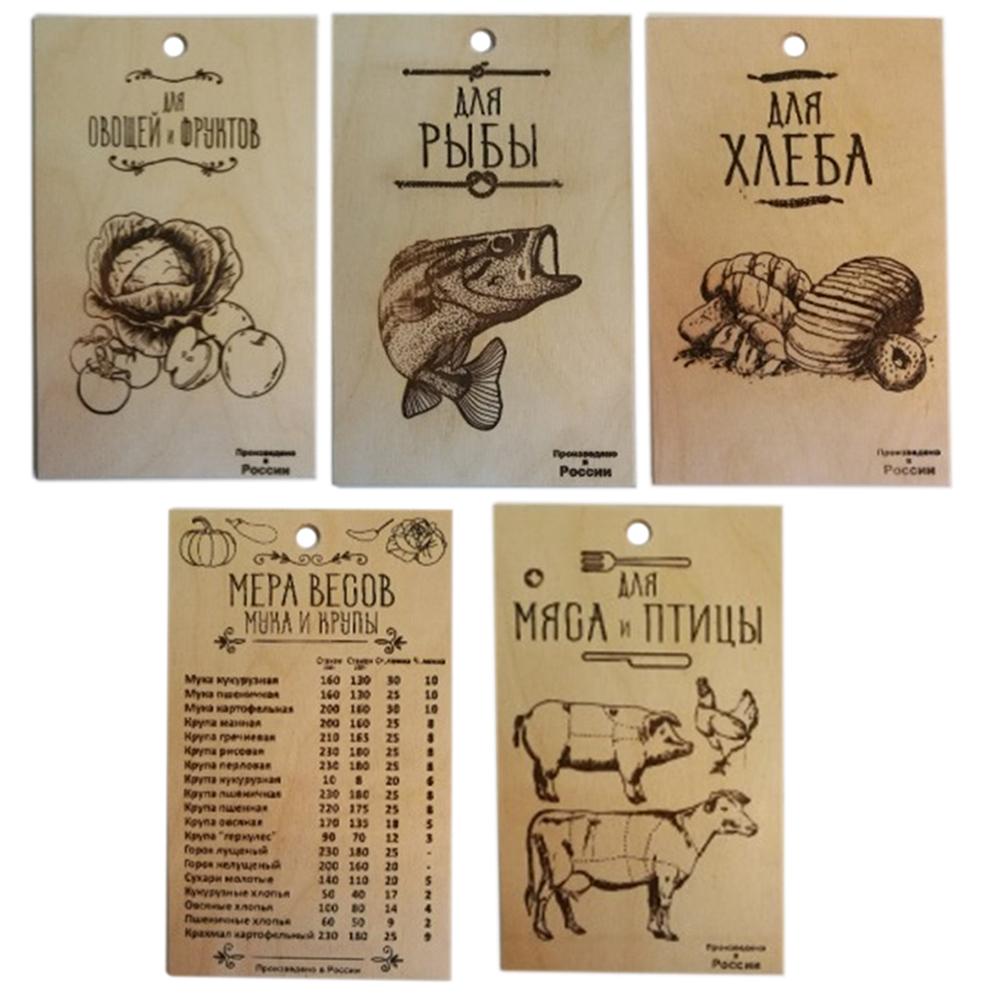 ДЛЯ
ОВОЩЕЙ и ФРУКТОВ
Произведено
в
России
ДЛЯ
РЫБЫ
Произведено
в
России
ДЛЯ
ХЛЕБА
Произведено
в
России
МЕРА ВЕСОВ
МУКА И КРУПЫ
Стакан Стакан Ст.ложка Ч.ложка
Мука кукурузная 160 130 30 10
Мука пшеничная 160 130 25 10
Мука картофельная 200 160 30 10
Крупа манная 200 160 25 8
Крупа гречневая 210 165 25 8
Крупа рисовая 230 180 25 8
Крупа перловая 230 180 25 8
Крупа кукурузная 10 8 20 6
Крупа пшеничная 230 180 25 8
Крупа пшенная 220 175 25 8
Крупа овсяная 170 135 18 5
Крупа "геркулес" 90 70 12 3
Горох лущеный 230 180 25 -
Горох нелущеный 200 160 20 -
Сухари молотые 140 110 20 5
Кукурузные хлопья 50 40 17 2
Овсяные хлопья 100 80 14 4
Пшеничные хлопья 60 50 9 2
Крахмал картофельный 230 180 25 9
Произведено в России
ДЛЯ
МЯСА и ПТИЦЫ
Произведено
в
России